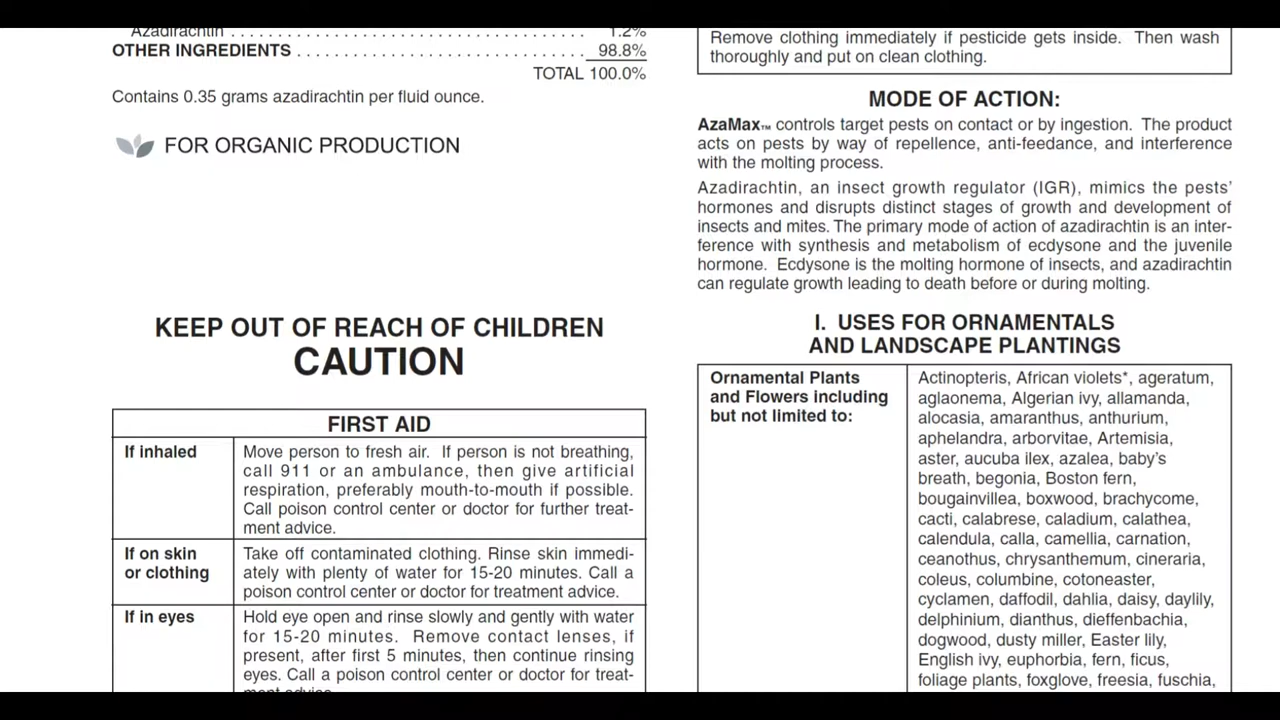 Azadirachtin . . . . . . . . . . . . . . . . . . . . . . . . . . . . . . . . . . . . . 1.2%
OTHER INGREDIENTS . . . . . . . . . . . . . . . . . . . . . . . . . . . . . . 98.8%
TOTAL 100.0%
Contains 0.35 grams azadirachtin per fluid ounce.
FOR ORGANIC PRODUCTION
KEEP OUT OF REACH OF CHILDREN
CAUTION
FIRST AID
If inhaled
Move person to fresh air. If person is not breathing,
call 911 or an ambulance, then give artificial
respiration, preferably mouth-to-mouth if possible.
Call poison control center or doctor for further treat-
ment advice.
If on skin
or clothing
Take off contaminated clothing. Rinse skin immedi-
ately with plenty of water for 15-20 minutes. Call a
poison control center or doctor for treatment advice.
If in eyes
Hold eye open and rinse slowly and gently with water
for 15-20 minutes. Remove contact lenses, if
present, after first 5 minutes, then continue rinsing
eyes. Call a poison control center or doctor for treat-
ment advice.
Remove clothing immediately if pesticide gets inside. Then wash
thoroughly and put on clean clothing.
MODE OF ACTION:
AzaMax™ controls target pests on contact or by ingestion. The product
acts on pests by way of repellence, anti-feedance, and interference
with the molting process.
Azadirachtin, an insect growth regulator (IGR), mimics the pests'
hormones and disrupts distinct stages of growth and development of
insects and mites. The primary mode of action of azadirachtin is an inter-
ference with synthesis and metabolism of ecdysone and the juvenile
hormone. Ecdysone is the molting hormone of insects, and azadirachtin
can regulate growth leading to death before or during molting.
I. USES FOR ORNAMENTALS
AND LANDSCAPE PLANTINGS
Ornamental Plants
and Flowers including
but not limited to:
Actinopteris, African violets*, ageratum,
aglaonema, Algerian ivy, allamanda,
alocasia, amaranthus, anthurium,
aphelandra, arborvitae, Artemisia,
aster, aucuba ilex, azalea, baby's
breath, begonia, Boston fern,
bougainvillea, boxwood, brachycome,
cacti, calabrese, caladium, calathea,
calendula, calla, camellia, carnation,
ceanothus, chrysanthemum, cineraria,
coleus, columbine, cotoneaster,
cyclamen, daffodil, dahlia, daisy, daylily,
delphinium, dianthus, dieffenbachia,
dogwood, dusty miller, Easter lily,
English ivy, euphorbia, fern, ficus,
foliage plants, foxglove, freesia, fuschia,